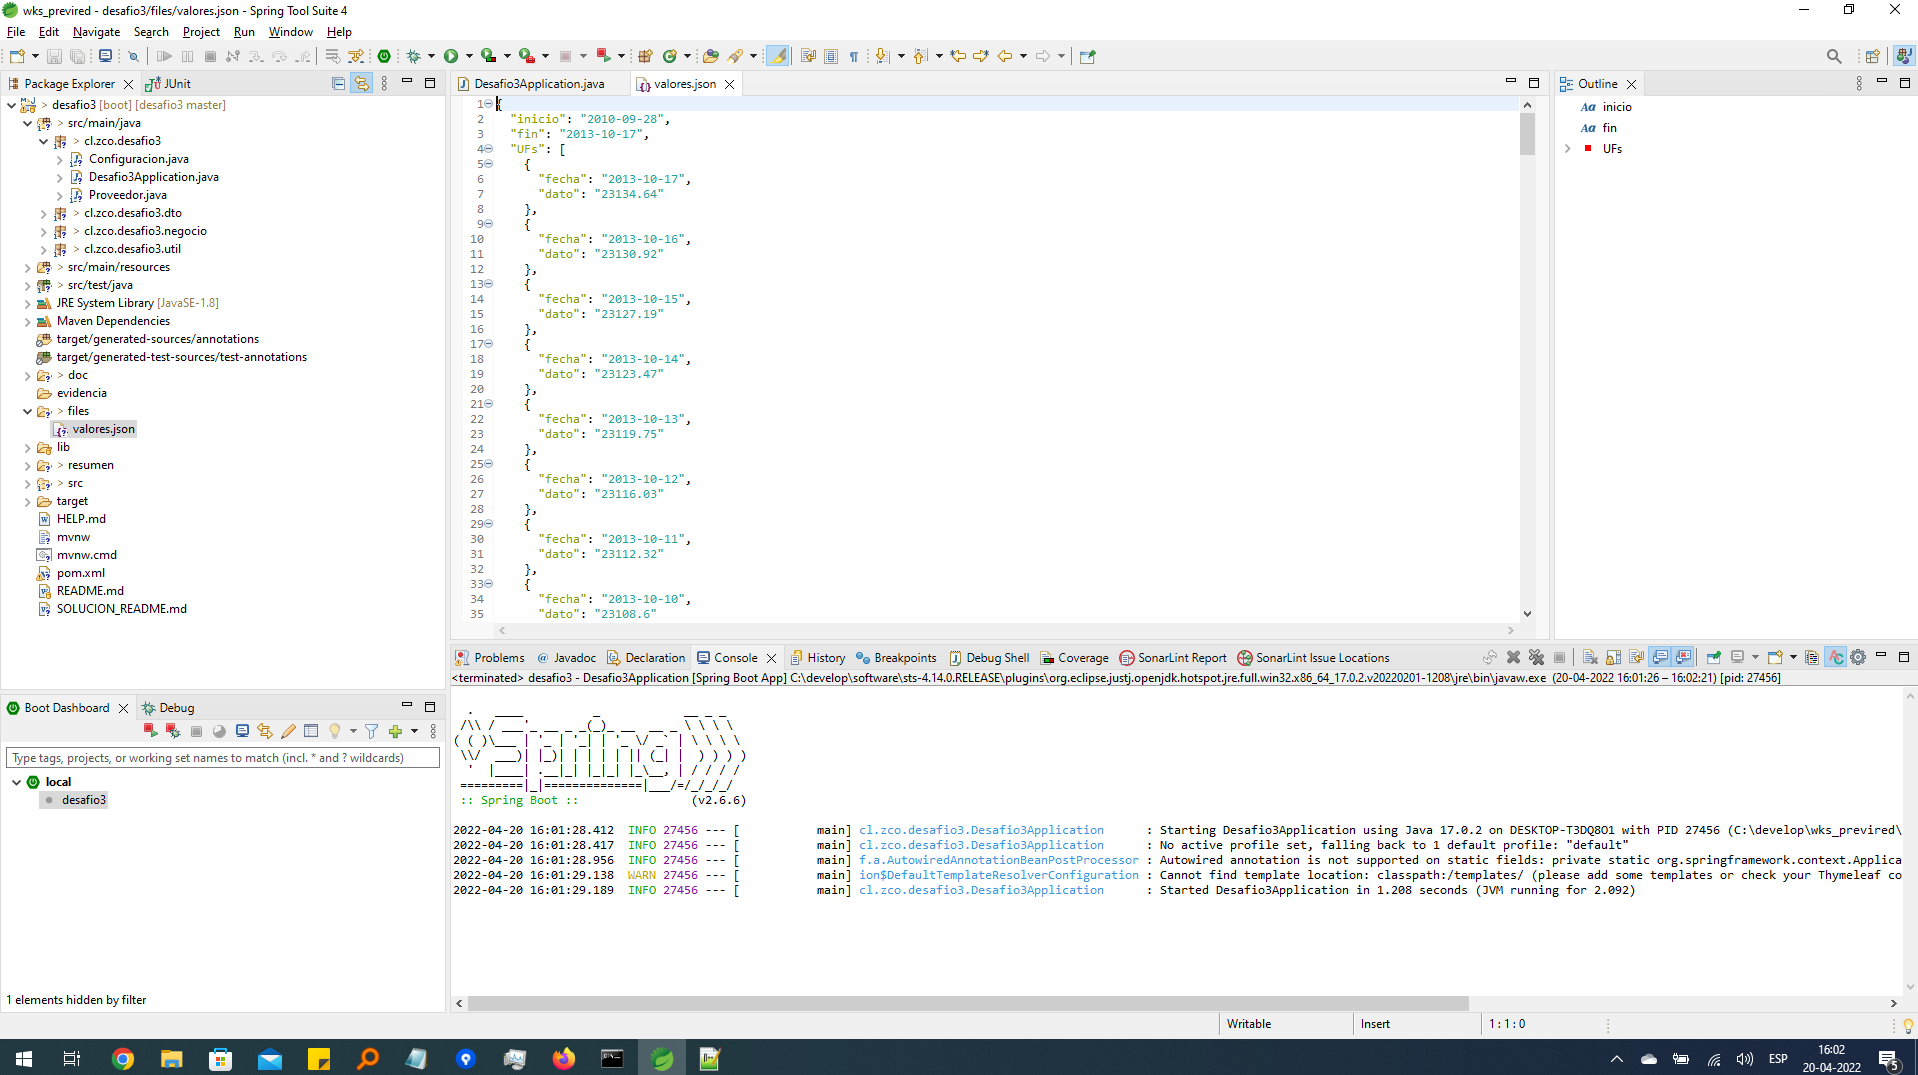 wks_previred - desafio3/files/valores.json - Spring Tool Suite 4
File Edit Navigate Search Project Run Window Help
Package Explorer
JUnit
> desafio3 [boot] [desafio3 master]
> src/main/java
> cl.zco.desafio3
Configuracion.java
Desafio3Application.java
Proveedor.java
> cl.zco.desafio3.dto
> cl.zco.desafio3.negocio
> cl.zco.desafio3.util
> src/main/resources
> src/test/java
JRE System Library [JavaSE-1.8]
Maven Dependencies
target/generated-sources/annotations
target/generated-test-sources/test-annotations
> doc
evidencia
> files
valores.json
lib
> resumen
> src
target
HELP.md
mvnw
mvnw.cmd
pom.xml
README.md
SOLUCION_README.md
Desafio3Application.java
valores.json
1 {
2 "inicio": "2010-09-28",
3 "fin": "2013-10-17",
4 "UFs": [
5 {
6 "fecha": "2013-10-17",
7 "dato": "23134.64"
8 },
9 {
10 "fecha": "2013-10-16",
11 "dato": "23130.92"
12 },
13 {
14 "fecha": "2013-10-15",
15 "dato": "23127.19"
16 },
17 {
18 "fecha": "2013-10-14",
19 "dato": "23123.47"
20 },
21 {
22 "fecha": "2013-10-13",
23 "dato": "23119.75"
24 },
25 {
26 "fecha": "2013-10-12",
27 "dato": "23116.03"
28 },
29 {
30 "fecha": "2013-10-11",
31 "dato": "23112.32"
32 },
33 {
34 "fecha": "2013-10-10",
35 "dato": "23108.6"
Outline
inicio
fin
UFs
Boot Dashboard
Debug
Type tags, projects, or working set names to match (incl. * and ? wildcards)
local
desafio3
1 elements hidden by filter
Problems Javadoc Declaration Console History Breakpoints Debug Shell Coverage SonarLint Report SonarLint Issue Locations
<terminated> desafio3 - Desafio3Application [Spring Boot App] C:\develop\software\sts-4.14.0.RELEASE\plugins\org.eclipse.justj.openjdk.hotspot.jre.full.win32.x86_64_17.0.2.v20220201-1208\jre\bin\javaw.exe (20-04-2022 16:01:26 – 16:02:21) [pid: 27456]
Spring
:: Spring Boot :: (v2.6.6)
2022-04-20 16:01:28.412 INFO 27456 --- [ main] cl.zco.desafio3.Desafio3Application : Starting Desafio3Application using Java 17.0.2 on DESKTOP-T3DQ8O1 with PID 27456 (C:\develop\wks_previred\
2022-04-20 16:01:28.417 INFO 27456 --- [ main] cl.zco.desafio3.Desafio3Application : No active profile set, falling back to 1 default profile: "default"
2022-04-20 16:01:28.956 INFO 27456 --- [ main] f.a.AutowiredAnnotationBeanPostProcessor : Autowired annotation is not supported on static fields: private static org.springframework.context.Applica
2022-04-20 16:01:29.138 WARN 27456 --- [ main] ion$DefaultTemplateResolverConfiguration : Cannot find template location: classpath:/templates/ (please add some templates or check your Thymeleaf co
2022-04-20 16:01:29.189 INFO 27456 --- [ main] cl.zco.desafio3.Desafio3Application : Started Desafio3Application in 1.208 seconds (JVM running for 2.092)
Writable Insert 1 : 1 : 0
ESP
16:02
20-04-2022
5